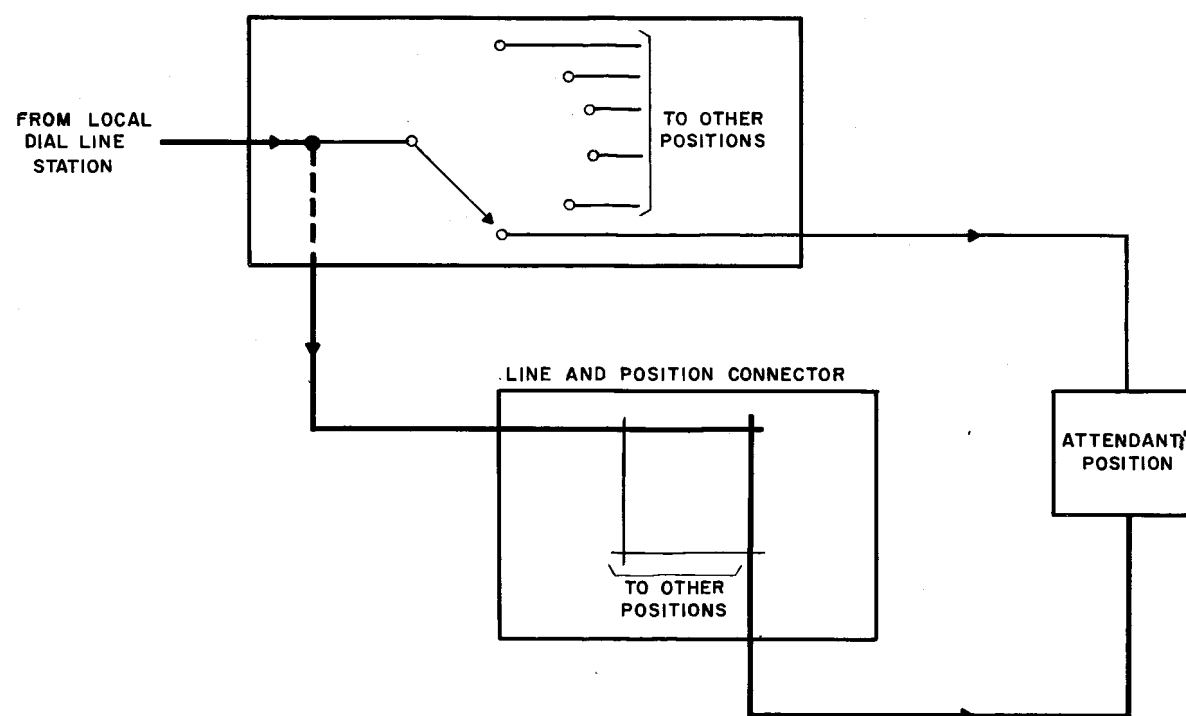 FROM LOCAL
DIAL LINE
STATION
TO OTHER
POSITIONS
LINE AND POSITION CONNECTOR
ATTENDANT'S
POSITION
TO OTHER
POSITIONS